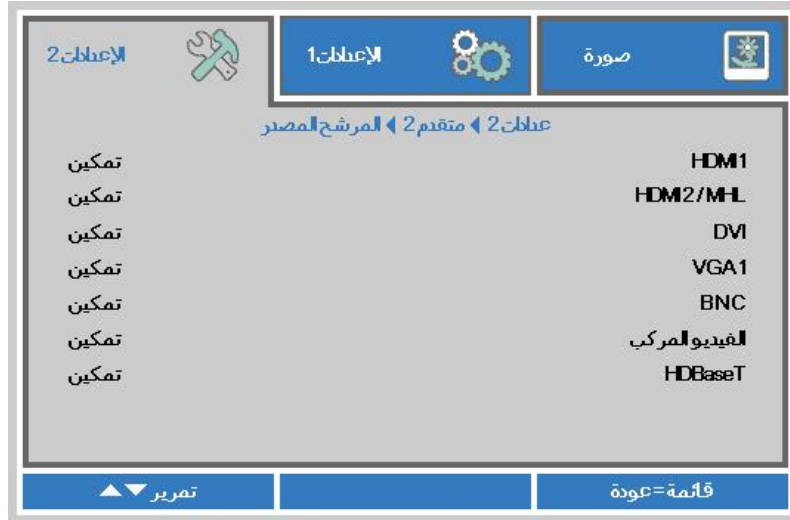 صورة
الإعدادات1
الإعدادات2
عدادات2 متقدم2 المرشح المصدر
HDMI1 تمكين
HDMI2/MHL تمكين
DVI تمكين
VGA1 تمكين
BNC تمكين
الفيديو المركب تمكين
HDBaseT تمكين
قائمة=عودة
تمرير ▼▲